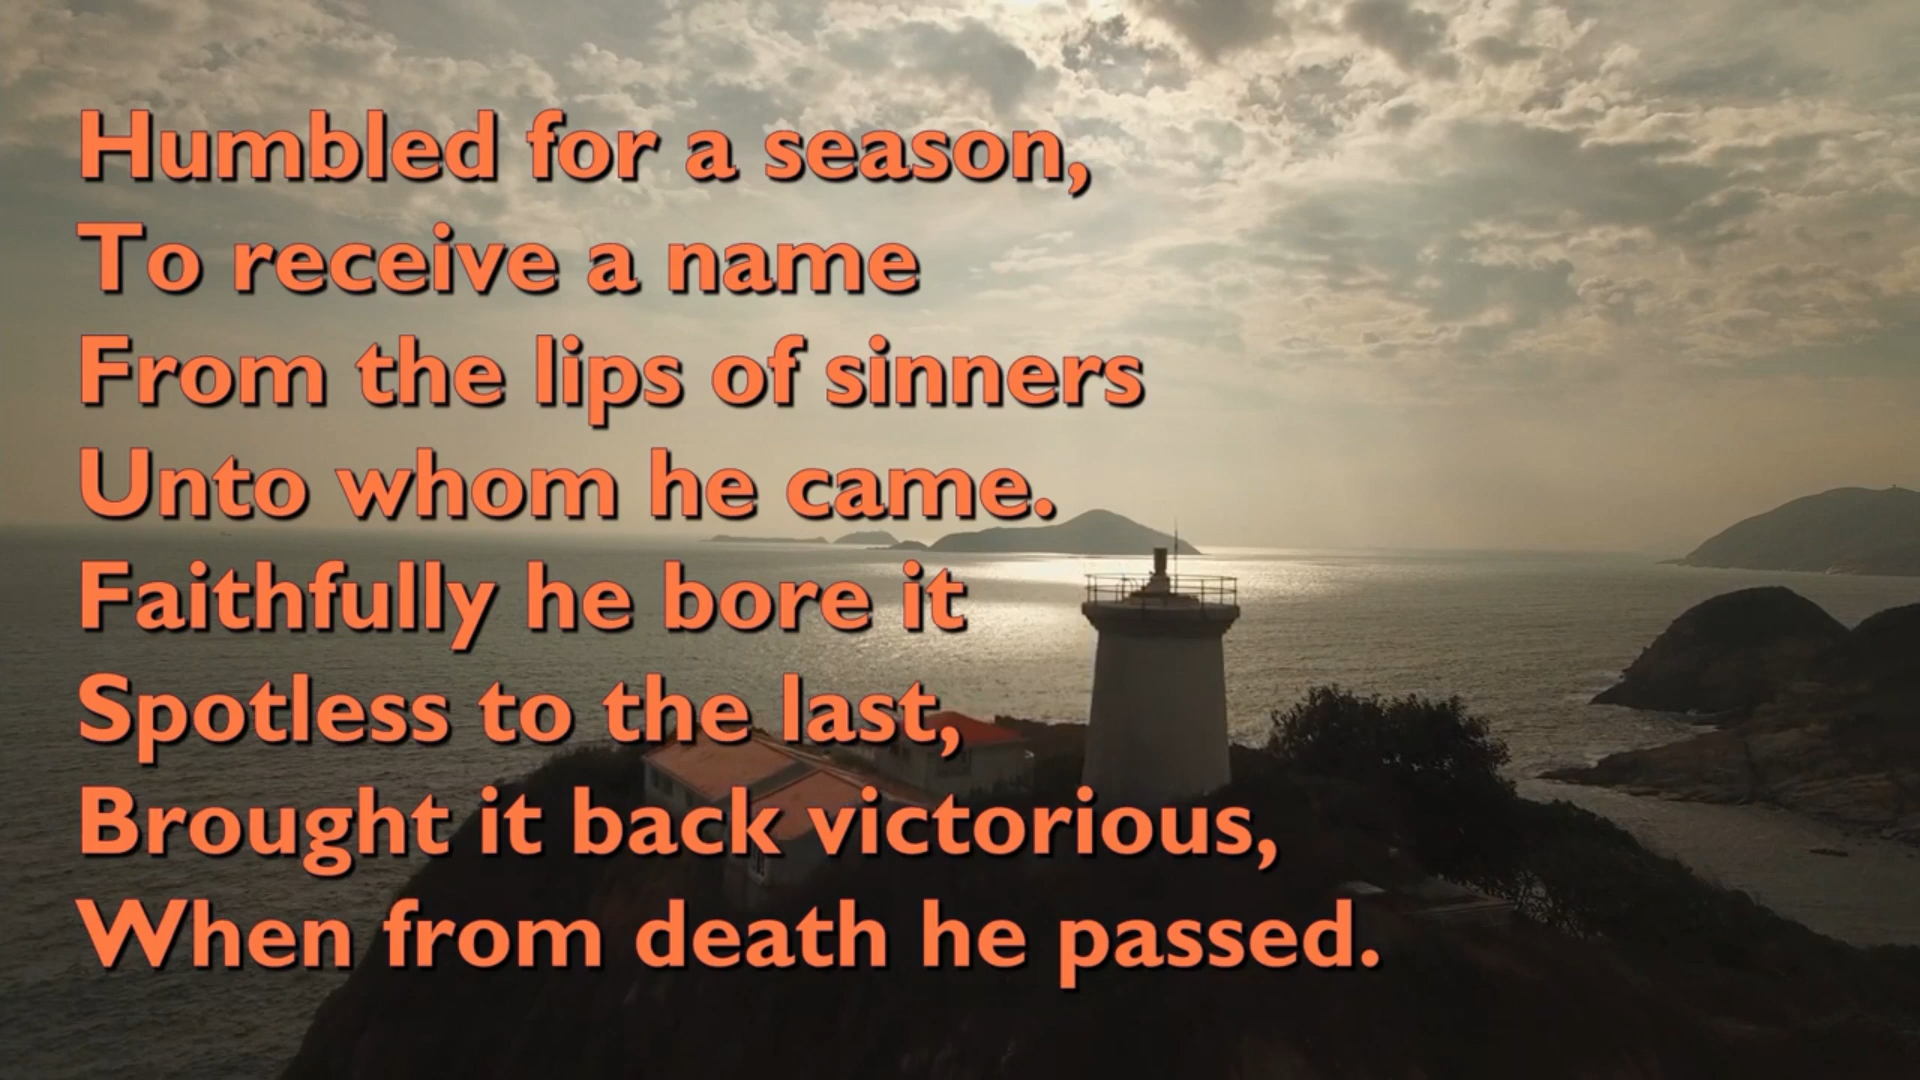 Humbled for a season,
To receive a name
From the lips of sinners
Unto whom he came.
Faithfully he bore it
Spotless to the last,
Brought it back victorious,
When from death he passed.